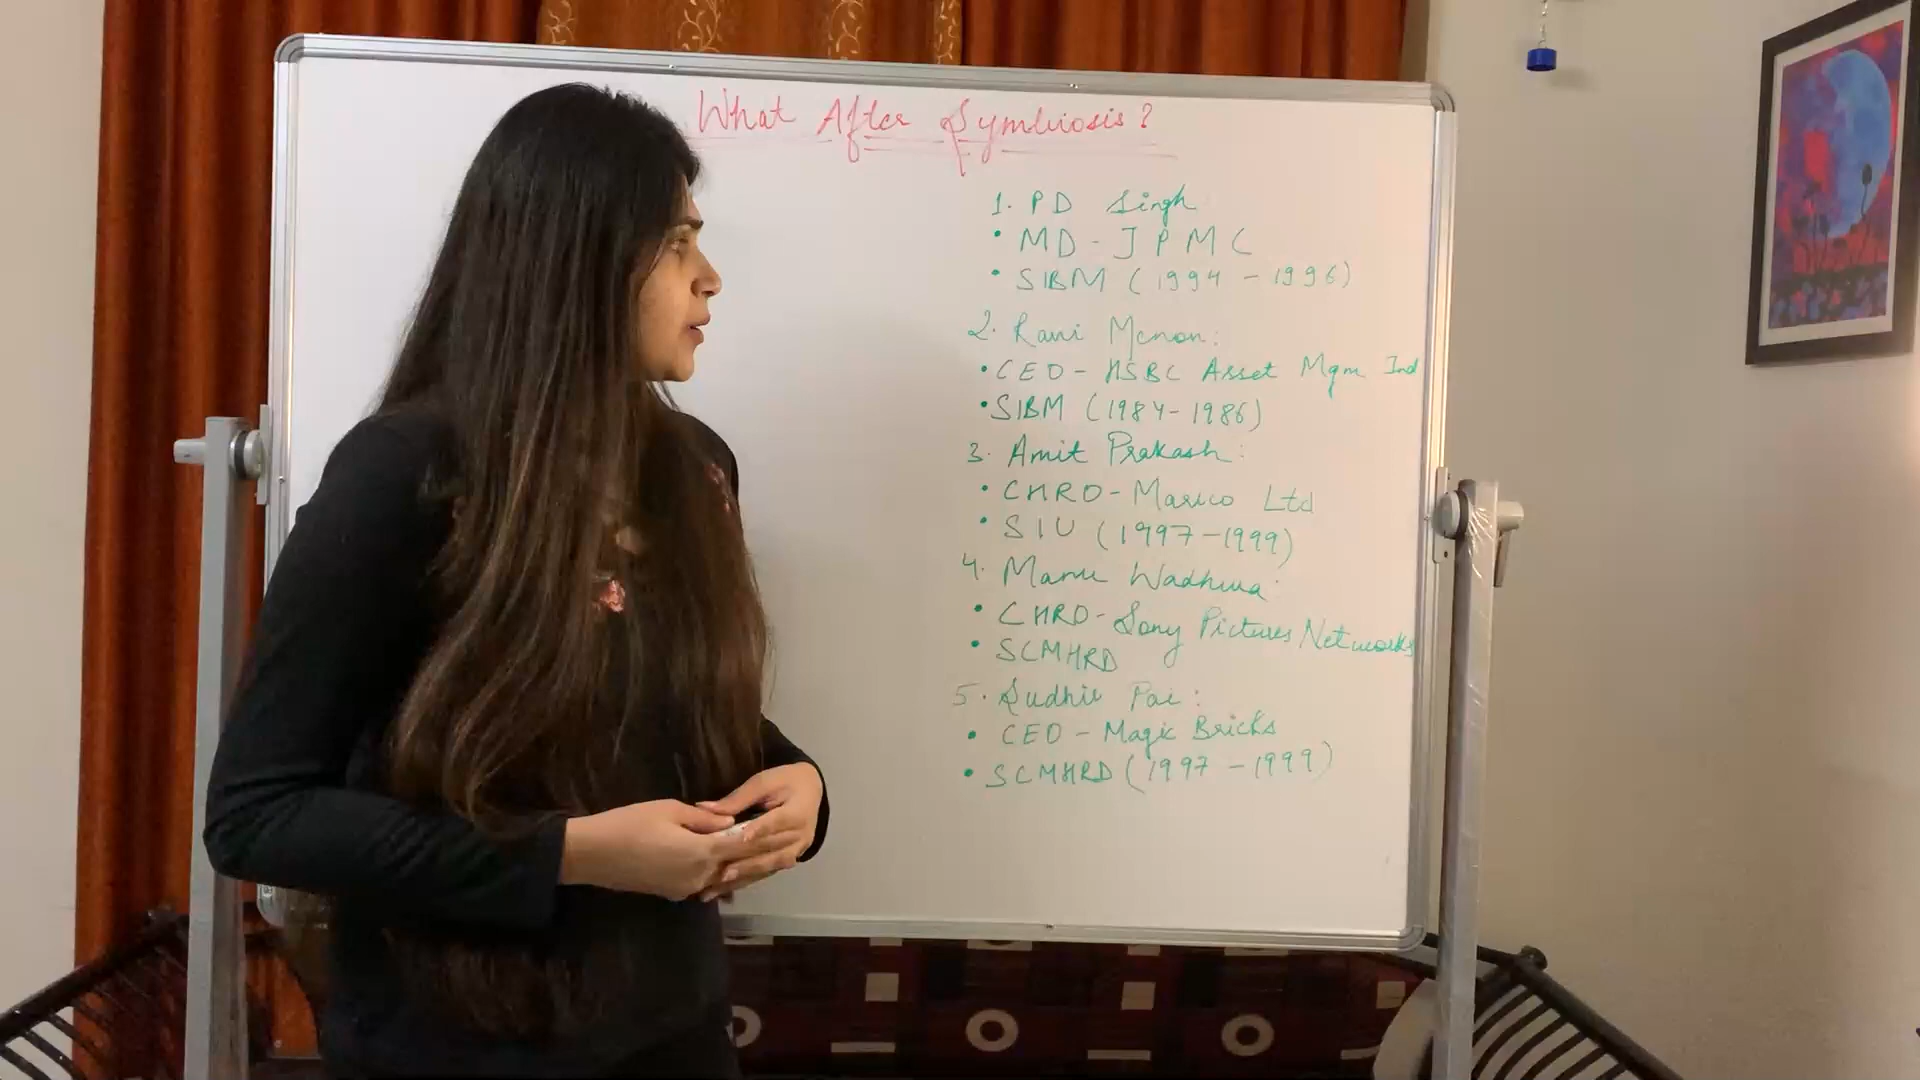 What After Symbiosis?
1. PD Singh
• MD - JPMC
• SIBM (1994 - 1996)
2. Ravi Menon:
• CEO - HSBC Asset Mgm Ind
• SIBM (1984 - 1986)
3. Amit Prakash:
• CHRO - Marico Ltd
• SIU (1997 - 1999)
4. Manu Wadhwa:
• CHRO - Sony Pictures Networks
• SCMHRD
5. Sudhir Pai:
• CEO - Magic Bricks
• SCMHRD (1997 - 1999)